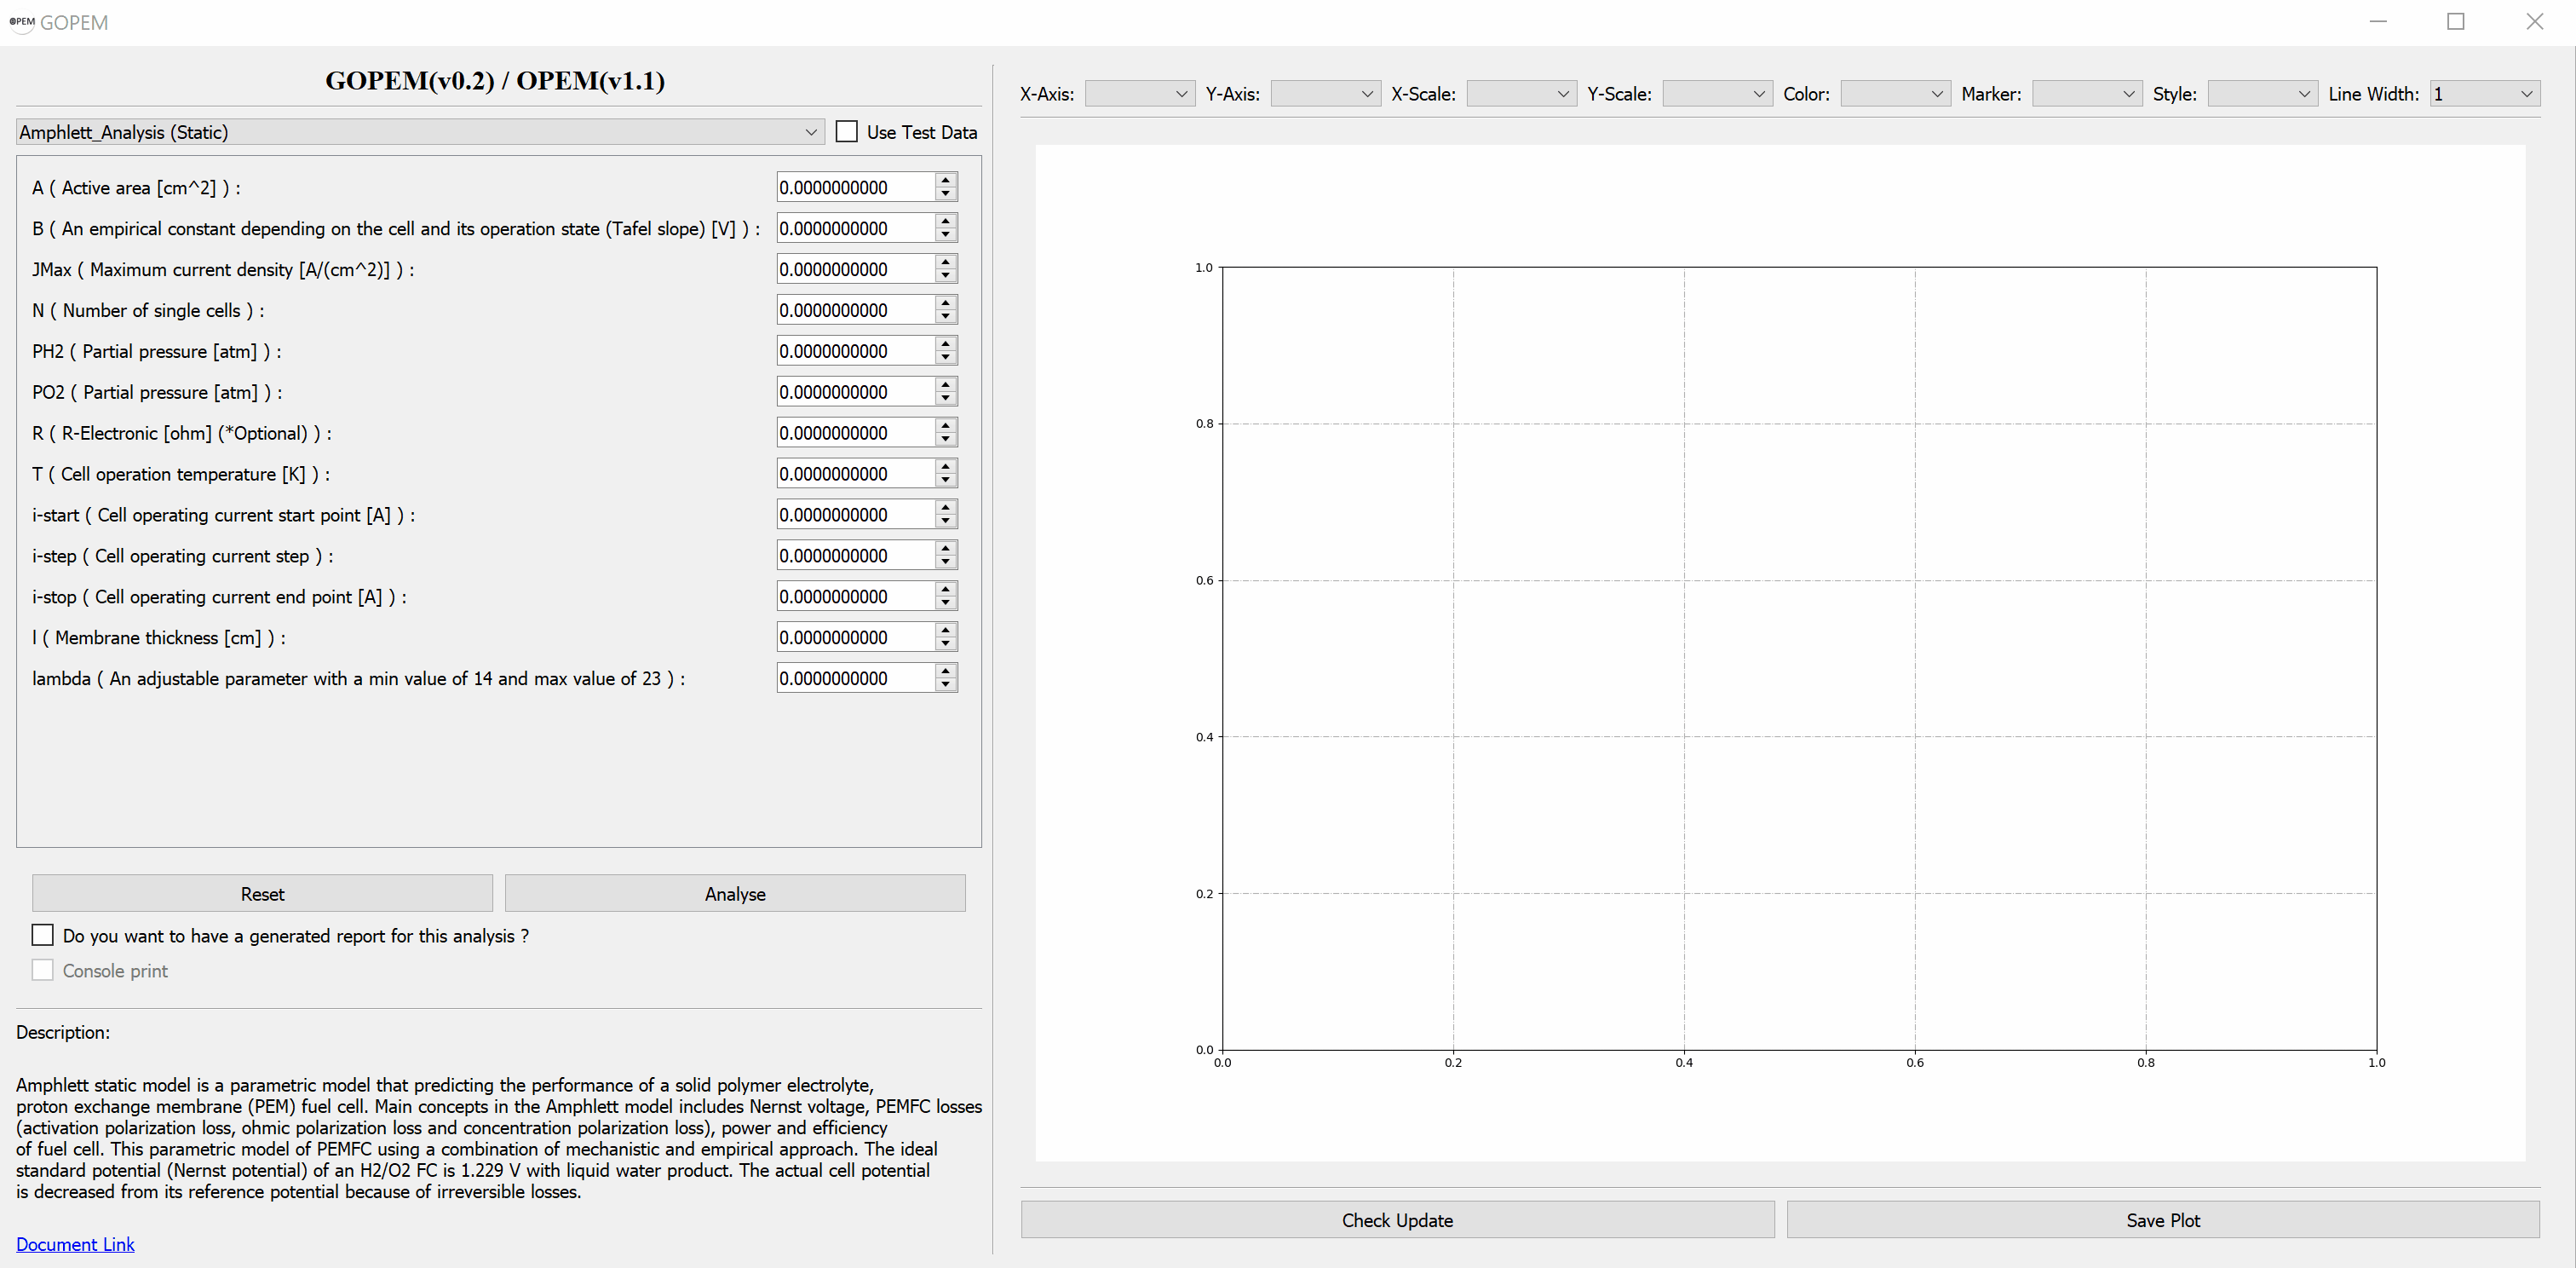 OPEM GOPEM
GOPEM(v0.2) / OPEM(v1.1)
Amphlett_Analysis (Static)
Use Test Data
A ( Active area [cm^2] ) :
0.0000000000
B ( An empirical constant depending on the cell and its operation state (Tafel slope) [V] ) :
0.0000000000
JMax ( Maximum current density [A/(cm^2)] ) :
0.0000000000
N ( Number of single cells ) :
0.0000000000
PH2 ( Partial pressure [atm] ) :
0.0000000000
PO2 ( Partial pressure [atm] ) :
0.0000000000
R ( R-Electronic [ohm] (*Optional) ) :
0.0000000000
T ( Cell operation temperature [K] ) :
0.0000000000
i-start ( Cell operating current start point [A] ) :
0.0000000000
i-step ( Cell operating current step ) :
0.0000000000
i-stop ( Cell operating current end point [A] ) :
0.0000000000
l ( Membrane thickness [cm] ) :
0.0000000000
lambda ( An adjustable parameter with a min value of 14 and max value of 23 ) :
0.0000000000
Reset
Analyse
Do you want to have a generated report for this analysis ?
Console print
Description:
Amphlett static model is a parametric model that predicting the performance of a solid polymer electrolyte,
proton exchange membrane (PEM) fuel cell. Main concepts in the Amphlett model includes Nernst voltage, PEMFC losses
(activation polarization loss, ohmic polarization loss and concentration polarization loss), power and efficiency
of fuel cell. This parametric model of PEMFC using a combination of mechanistic and empirical approach. The ideal
standard potential (Nernst potential) of an H2/O2 FC is 1.229 V with liquid water product. The actual cell potential
is decreased from its reference potential because of irreversible losses.
Document Link
X-Axis:
Y-Axis:
X-Scale:
Y-Scale:
Color:
Marker:
Style:
Line Width: 1
1.0
0.8
0.6
0.4
0.2
0.0
0.0 0.2 0.4 0.6 0.8 1.0
Check Update
Save Plot